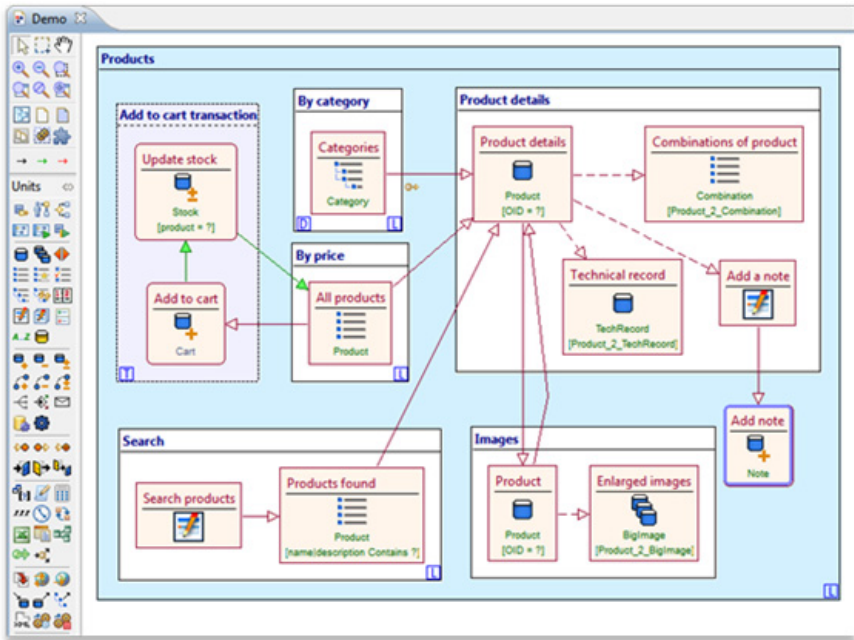 Demo
Units
A..Z
Products
Add to cart transaction
Update stock
Stock
[product = ?]
Add to cart
Cart
T
By category
Categories
Category
D
L
By price
All products
Product
L
Product details
Product details
Product
[OID = ?]
Combinations of product
Combination
[Product_2_Combination]
Technical record
TechRecord
[Product_2_TechRecord]
Add a note
Add note
Note
Search
Search products
Products found
Product
[name|description Contains ?]
L
Images
Product
Product
[OID = ?]
Enlarged images
BigImage
[Product_2_BigImage]
L